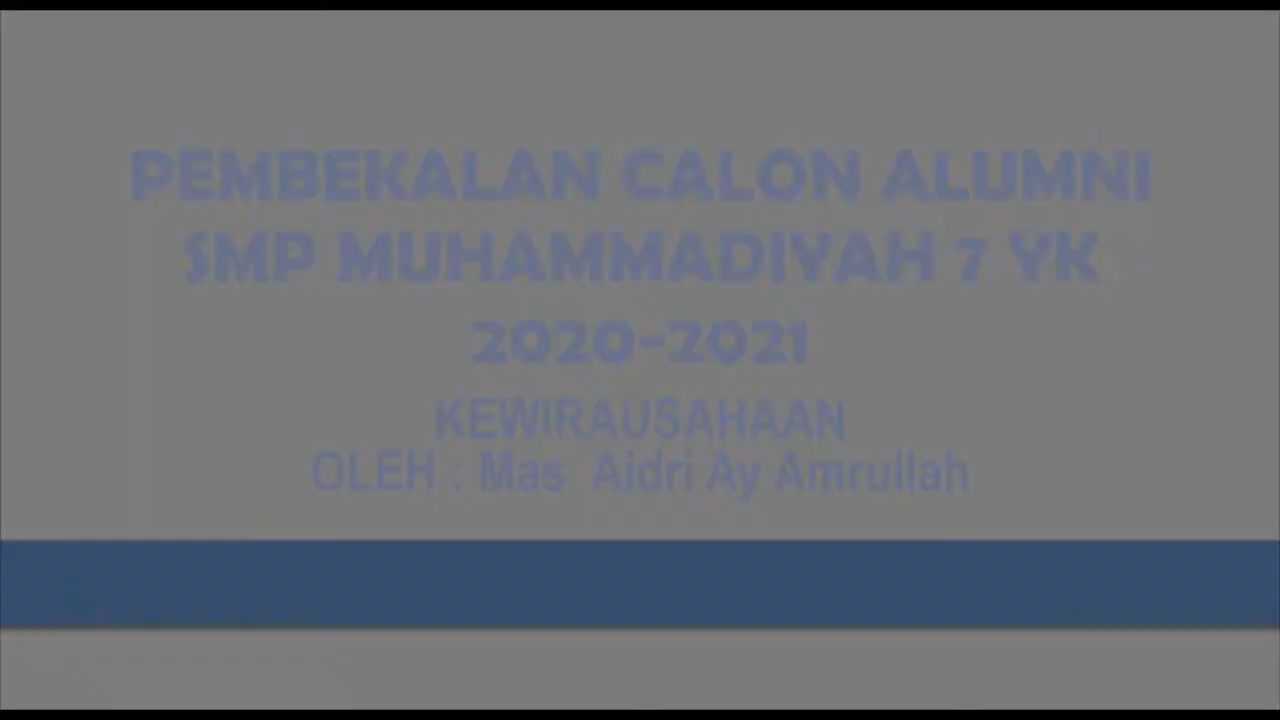 PEMBEKALAN CALON ALUMNI
SMP MUHAMMADIYAH 7 YK
2020-2021
KEWIRAUSAHAAN
OLEH : Mas Aidri Ay Amrullah